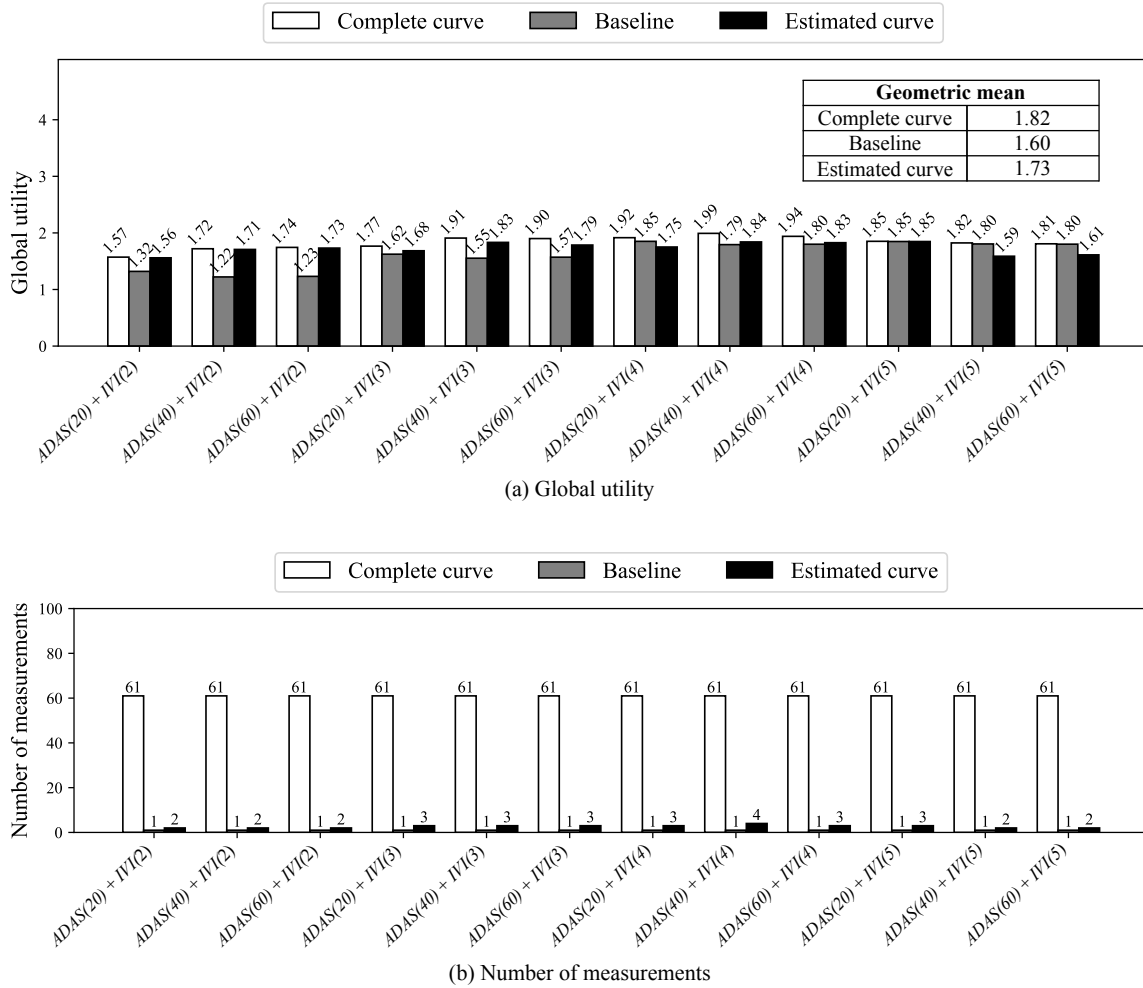 Complete curve Baseline Estimated curve
Global utility
4
3
2
1
0
Geometric mean
Complete curve 1.82
Baseline 1.60
Estimated curve 1.73
1.57 1.32 1.56 1.72 1.22 1.71 1.74 1.23 1.73 1.77 1.62 1.68 1.91 1.55 1.83 1.90 1.57 1.79 1.92 1.85 1.75 1.99 1.79 1.84 1.94 1.80 1.83 1.85 1.85 1.85 1.82 1.80 1.59 1.81 1.80 1.61
ADAS(20) + IVI(2)
ADAS(40) + IVI(2)
ADAS(60) + IVI(2)
ADAS(20) + IVI(3)
ADAS(40) + IVI(3)
ADAS(60) + IVI(3)
ADAS(20) + IVI(4)
ADAS(40) + IVI(4)
ADAS(60) + IVI(4)
ADAS(20) + IVI(5)
ADAS(40) + IVI(5)
ADAS(60) + IVI(5)
(a) Global utility
Complete curve Baseline Estimated curve
Number of measurements
100
80
60
40
20
0
61 1 2 61 1 2 61 1 2 61 1 3 61 1 3 61 1 3 61 1 3 61 1 4 61 1 3 61 1 3 61 1 2 61 1 2
ADAS(20) + IVI(2)
ADAS(40) + IVI(2)
ADAS(60) + IVI(2)
ADAS(20) + IVI(3)
ADAS(40) + IVI(3)
ADAS(60) + IVI(3)
ADAS(20) + IVI(4)
ADAS(40) + IVI(4)
ADAS(60) + IVI(4)
ADAS(20) + IVI(5)
ADAS(40) + IVI(5)
ADAS(60) + IVI(5)
(b) Number of measurements